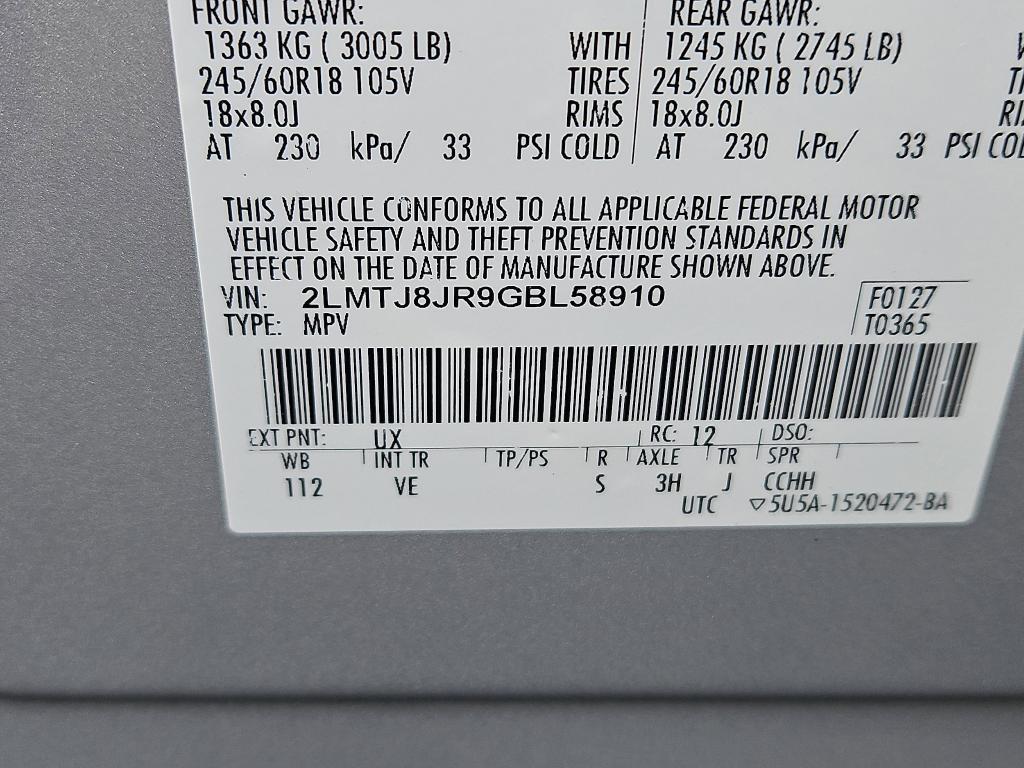 FRONT GAWR: REAR GAWR:
1363 KG ( 3005 LB) WITH 1245 KG ( 2745 LB)
245/60R18 105V TIRES 245/60R18 105V
18x8.0J RIMS 18x8.0J
AT 230 kPa/ 33 PSI COLD AT 230 kPa/ 33 PSI
THIS VEHICLE CONFORMS TO ALL APPLICABLE FEDERAL MOTOR
VEHICLE SAFETY AND THEFT PREVENTION STANDARDS IN
EFFECT ON THE DATE OF MANUFACTURE SHOWN ABOVE.
VIN: 2LMTJ8JR9GBL58910 F0127
TYPE: MPV T0365
EXT PNT: UX RC: 12 DSO:
WB INT TR TP/PS R AXLE TR SPR
112 VE S 3H J CCHH
UTC ▽5U5A-1520472-BA